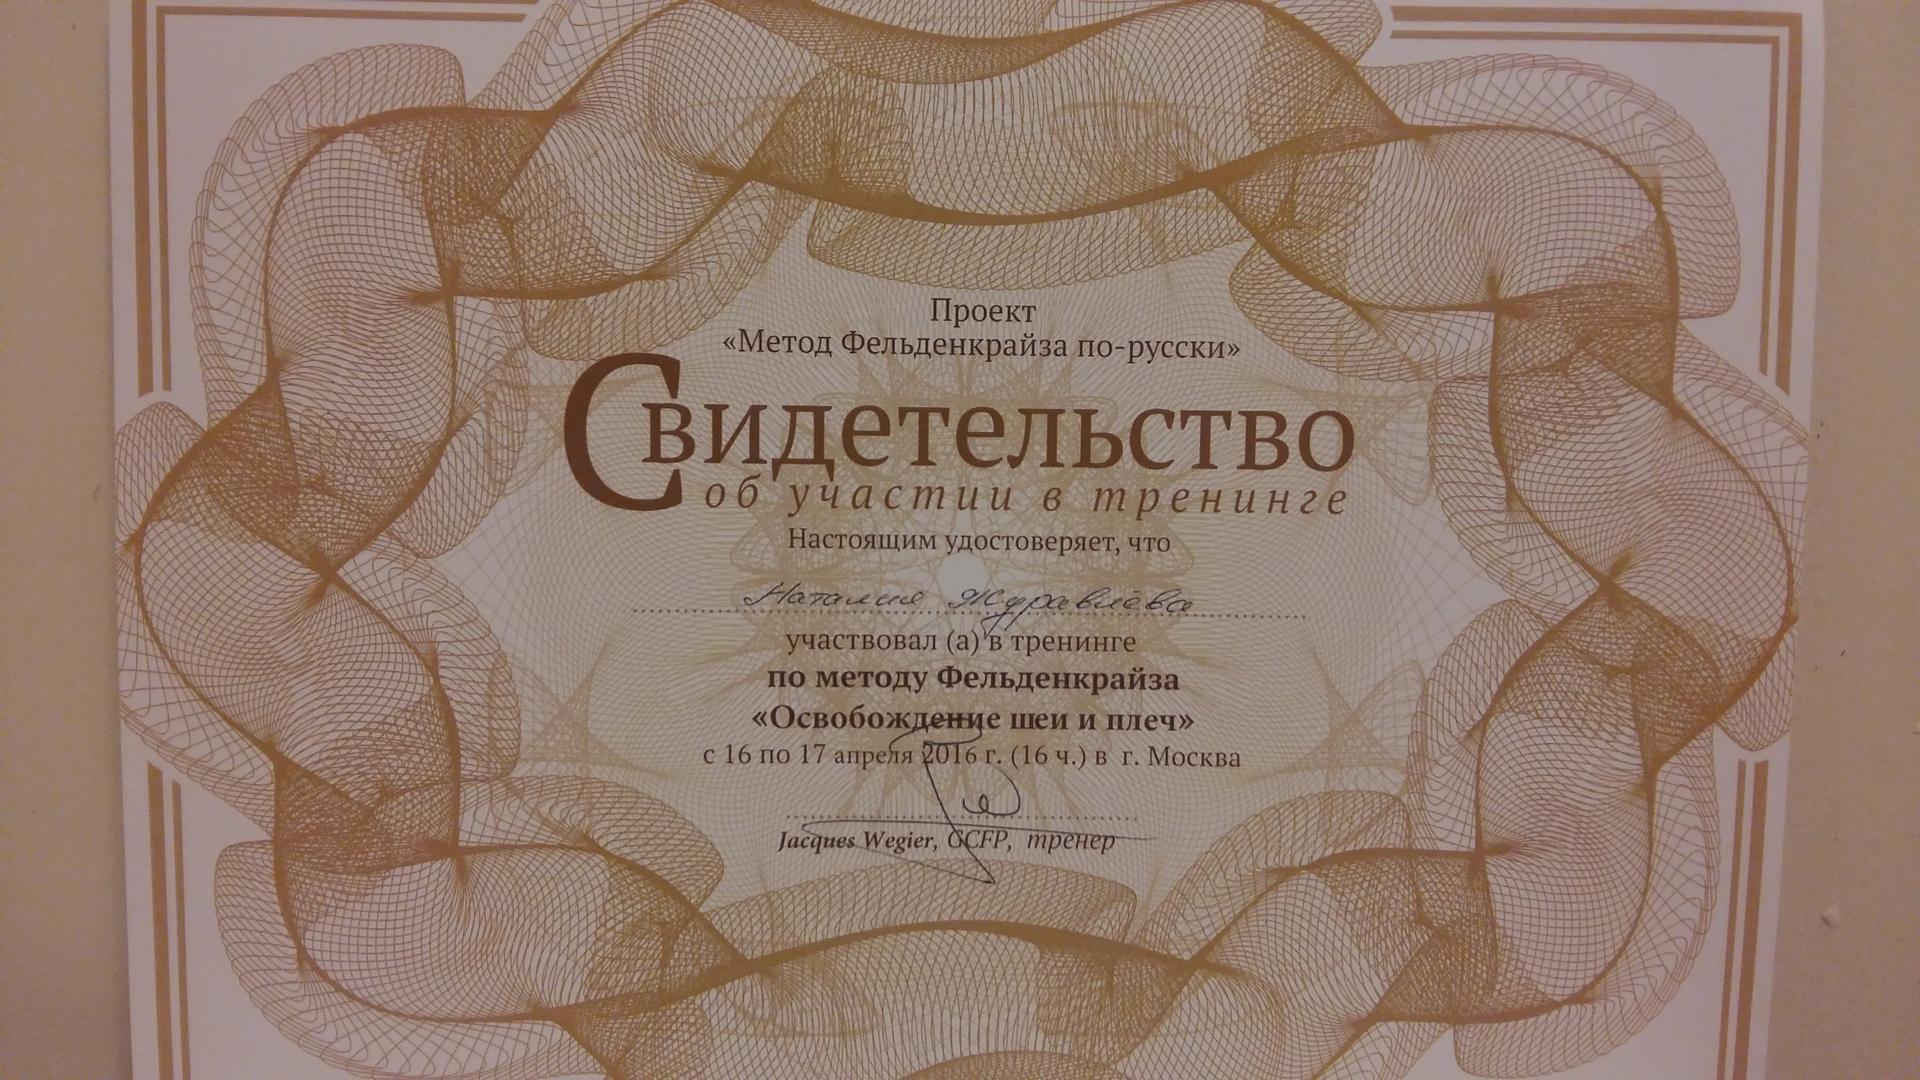 Проект
«Метод Фельденкрайза по-русски»
Свидетельство
об участии в тренинге
Настоящим удостоверяет, что
Наталия Журавлёва
участвовал (а) в тренинге
по методу Фельденкрайза
«Освобождение шеи и плеч»
с 16 по 17 апреля 2016 г. (16 ч.) в г. Москва
Jacques Wegier, GCFP, тренер